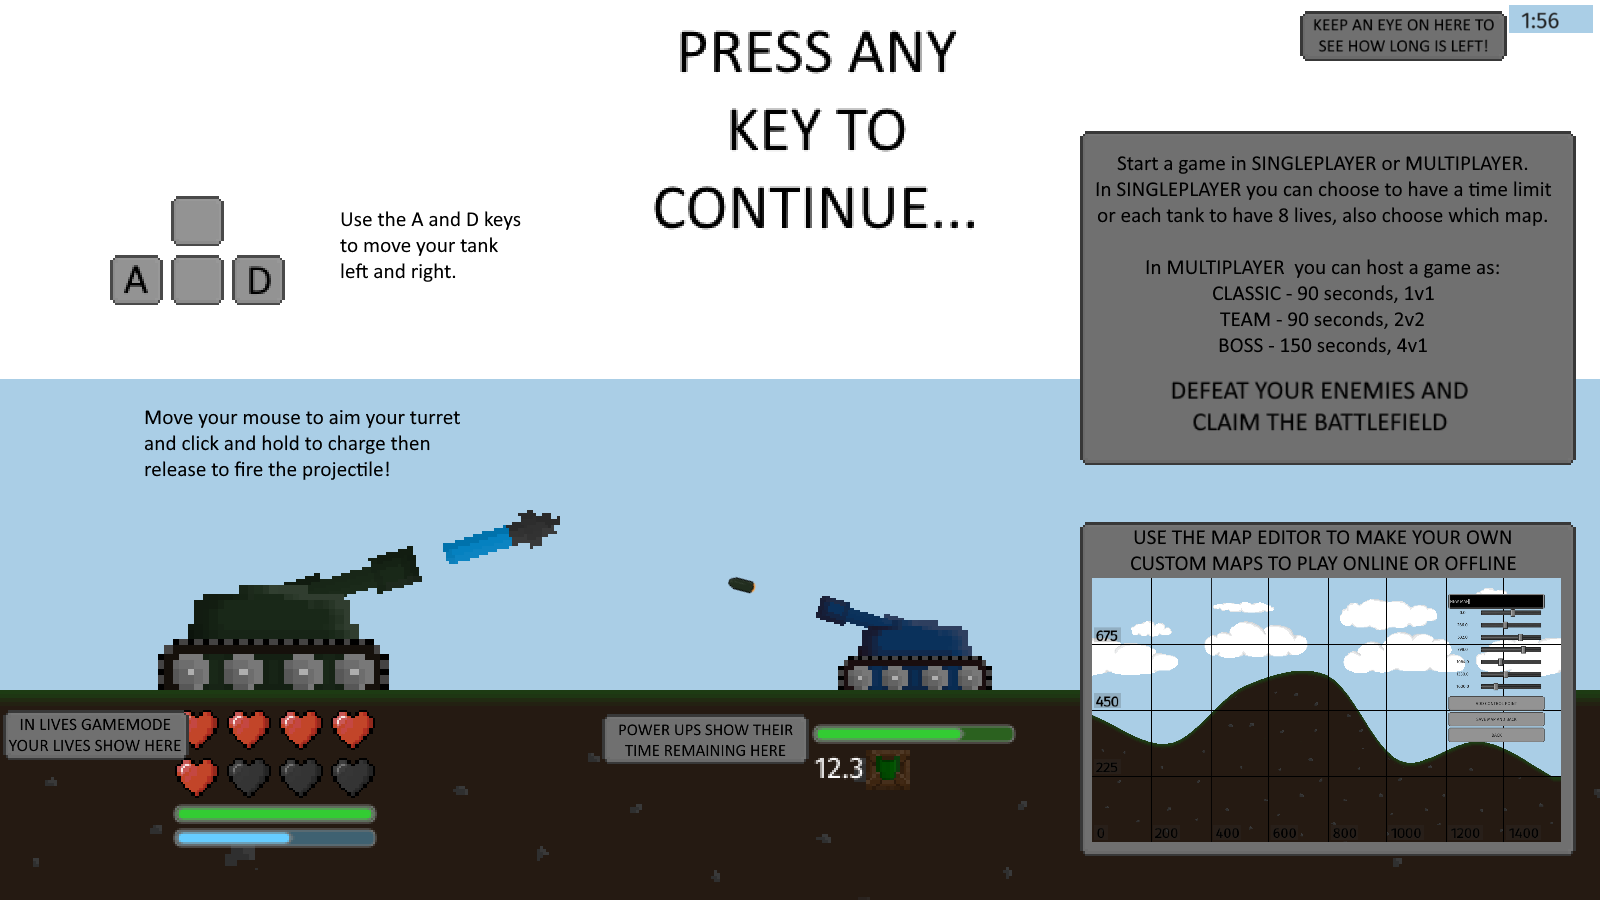 PRESS ANY
KEY TO
CONTINUE...
KEEP AN EYE ON HERE TO
SEE HOW LONG IS LEFT!
1:56
Use the A and D keys
to move your tank
left and right.
A
D
Start a game in SINGLEPLAYER or MULTIPLAYER.
In SINGLEPLAYER you can choose to have a time limit
or each tank to have 8 lives, also choose which map.
In MULTIPLAYER you can host a game as:
CLASSIC - 90 seconds, 1v1
TEAM - 90 seconds, 2v2
BOSS - 150 seconds, 4v1
DEFEAT YOUR ENEMIES AND
CLAIM THE BATTLEFIELD
Move your mouse to aim your turret
and click and hold to charge then
release to fire the projectile!
USE THE MAP EDITOR TO MAKE YOUR OWN
CUSTOM MAPS TO PLAY ONLINE OR OFFLINE
675
450
225
0
200
400
600
800
1000
1200
1400
BACK
IN LIVES GAMEMODE
YOUR LIVES SHOW HERE
POWER UPS SHOW THEIR
TIME REMAINING HERE
12.3